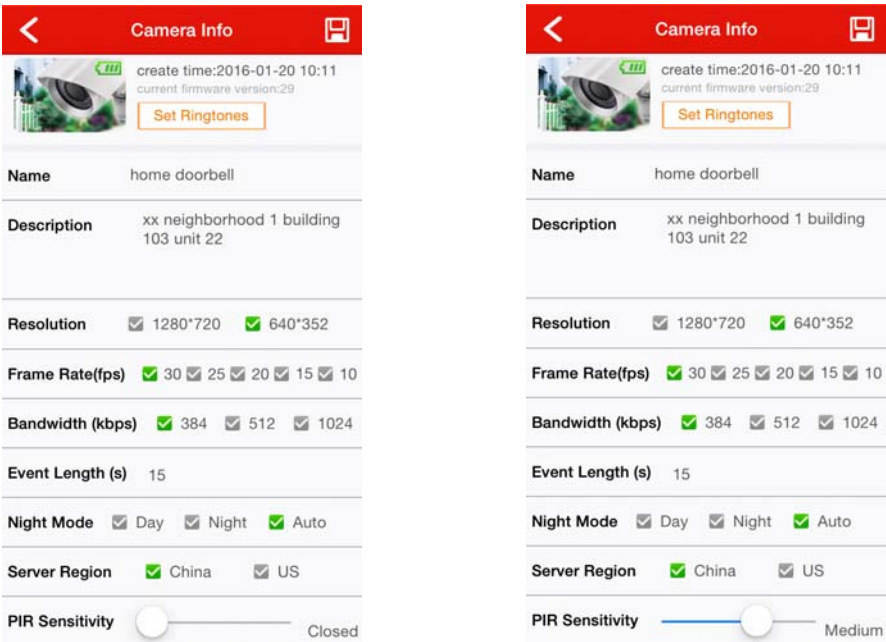 Camera Info
create time:2016-01-20 10:11
current firmware version:29
Set Ringtones
Name home doorbell
Description xx neighborhood 1 building
103 unit 22
Resolution 1280*720 640*352
Frame Rate(fps) 30 25 20 15 10
Bandwidth (kbps) 384 512 1024
Event Length (s) 15
Night Mode Day Night Auto
Server Region China US
PIR Sensitivity Closed
Camera Info
create time:2016-01-20 10:11
current firmware version:29
Set Ringtones
Name home doorbell
Description xx neighborhood 1 building
103 unit 22
Resolution 1280*720 640*352
Frame Rate(fps) 30 25 20 15 10
Bandwidth (kbps) 384 512 1024
Event Length (s) 15
Night Mode Day Night Auto
Server Region China US
PIR Sensitivity Medium